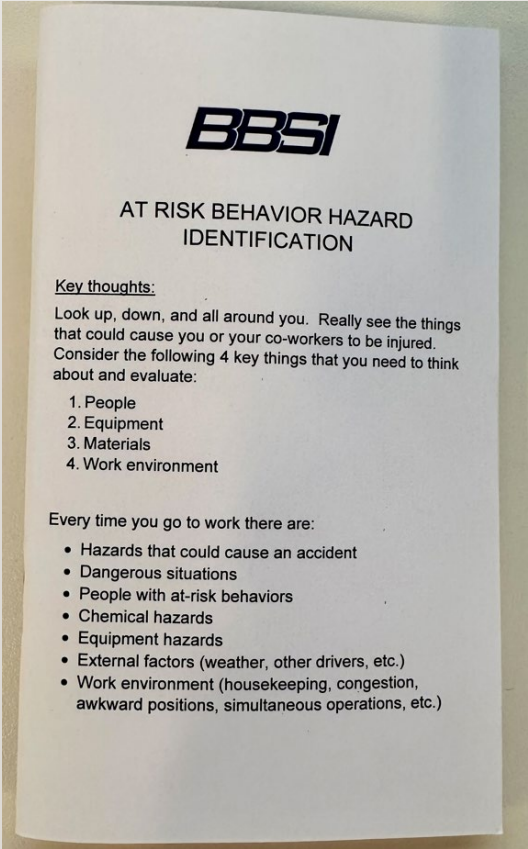 BBSI
AT RISK BEHAVIOR HAZARD
IDENTIFICATION
Key thoughts:
Look up, down, and all around you.  Really see the things
that could cause you or your co-workers to be injured.
Consider the following 4 key things that you need to think
about and evaluate:
1. People
2. Equipment
3. Materials
4. Work environment
Every time you go to work there are:
• Hazards that could cause an accident
• Dangerous situations
• People with at-risk behaviors
• Chemical hazards
• Equipment hazards
• External factors (weather, other drivers, etc.)
• Work environment (housekeeping, congestion,
awkward positions, simultaneous operations, etc.)